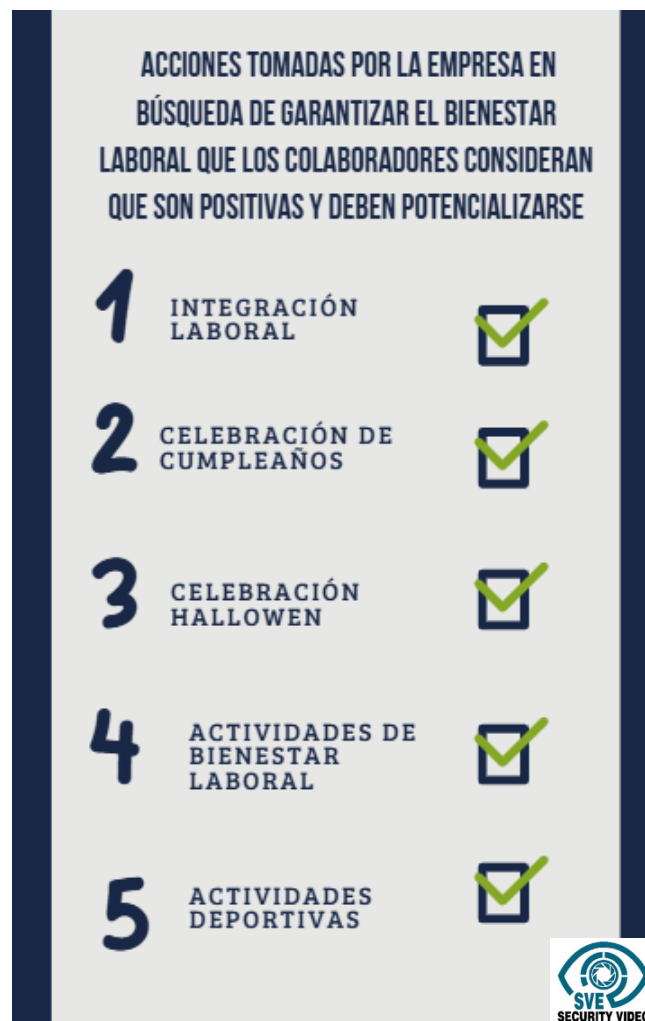 ACCIONES TOMADAS POR LA EMPRESA EN
BÚSQUEDA DE GARANTIZAR EL BIENESTAR
LABORAL QUE LOS COLABORADORES CONSIDERAN
QUE SON POSITIVAS Y DEBEN POTENCIALIZARSE
1 INTEGRACIÓN
LABORAL
2 CELEBRACIÓN DE
CUMPLEAÑOS
3 CELEBRACIÓN
HALLOWEN
4 ACTIVIDADES DE
BIENESTAR
LABORAL
5 ACTIVIDADES
DEPORTIVAS
SVE
SECURITY VIDEO